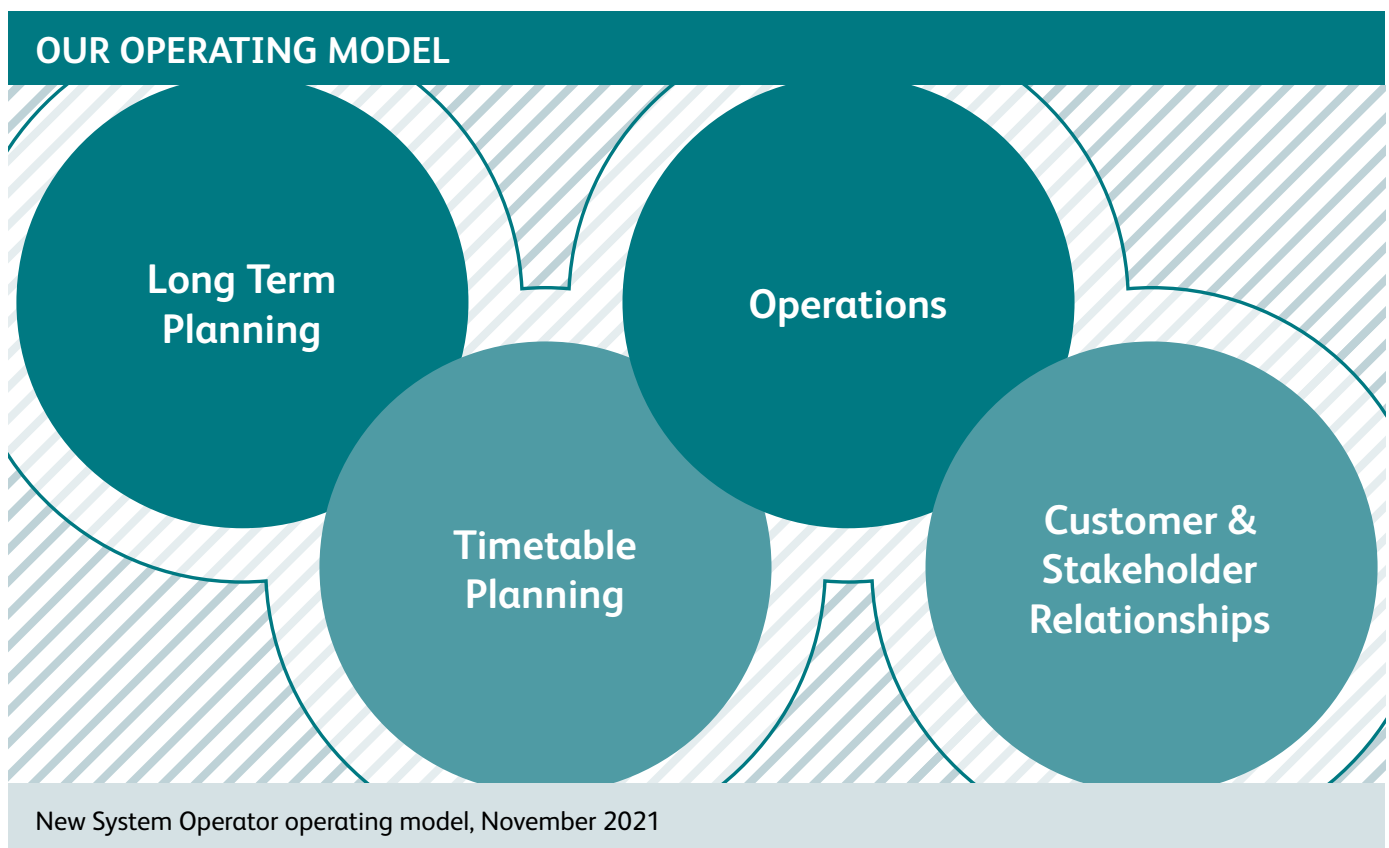 OUR OPERATING MODEL
Long Term
Planning
Operations
Timetable
Planning
Customer &
Stakeholder
Relationships
New System Operator operating model, November 2021